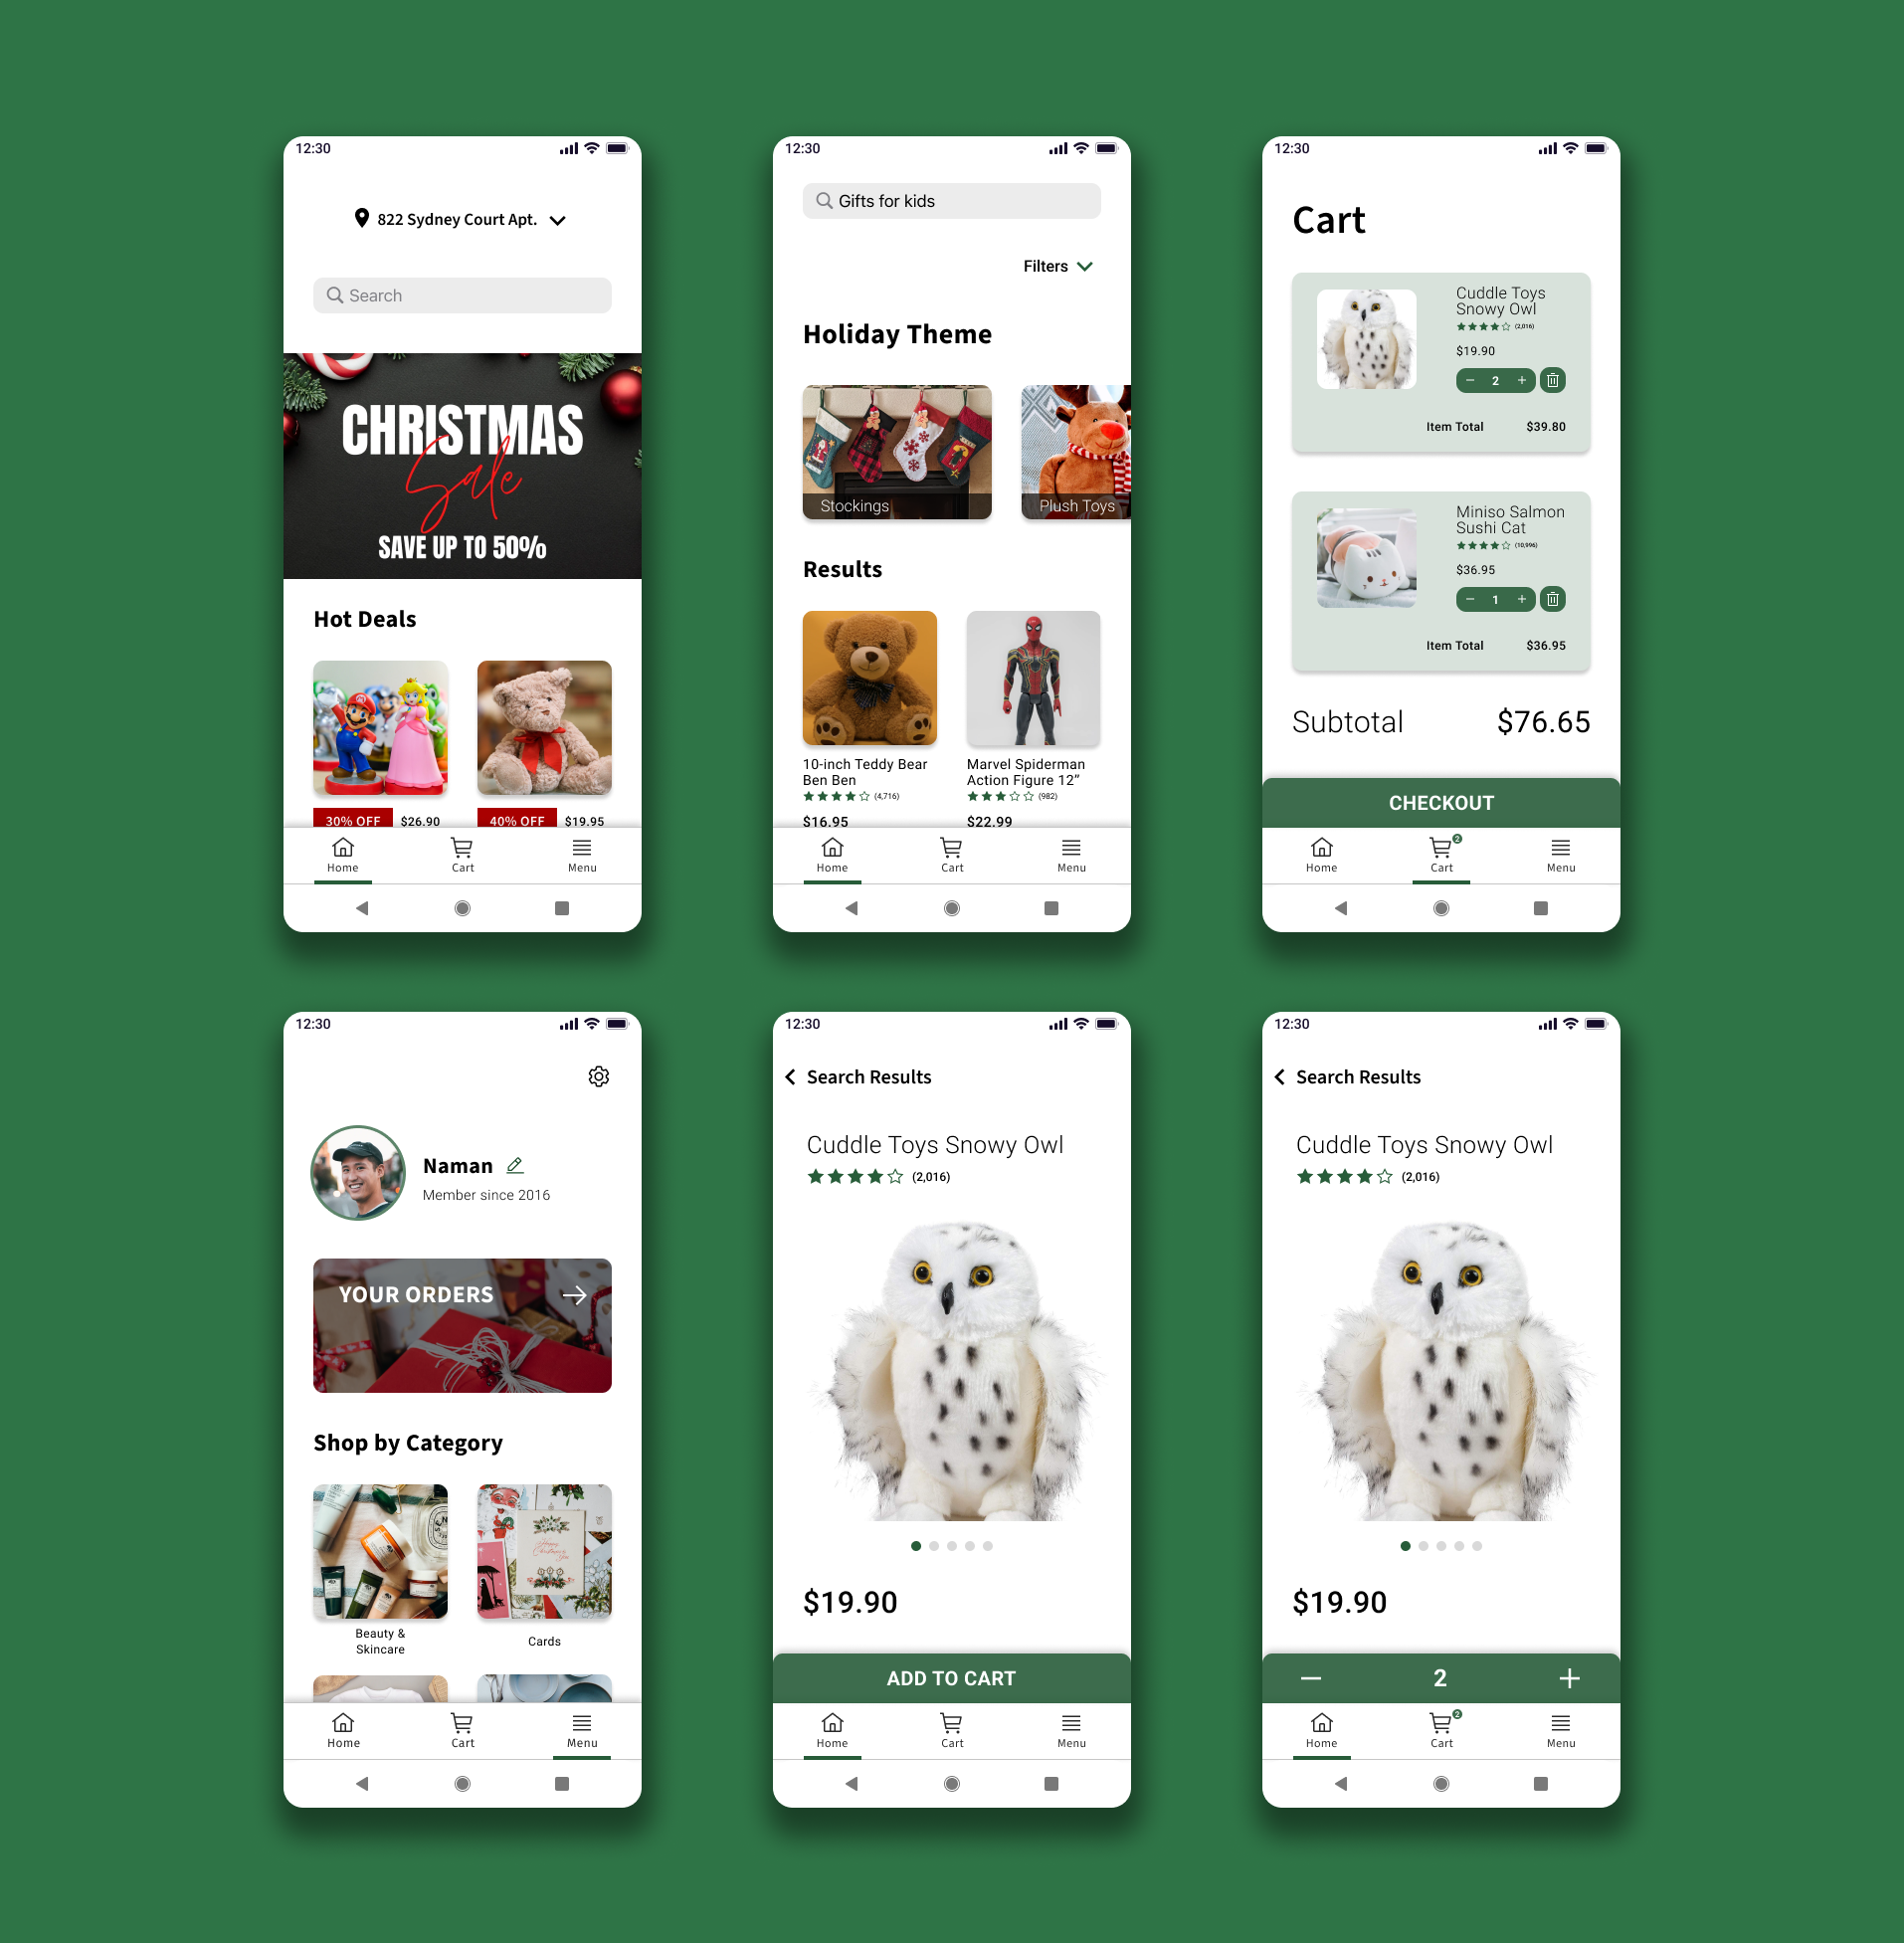 12:30
822 Sydney Court Apt.
Search
CHRISTMAS
Sale
SAVE UP TO 50%
Hot Deals
30% OFF $26.90
40% OFF $19.95
Home Cart Menu
12:30
Gifts for kids
Filters
Holiday Theme
Stockings
Plush Toys
Results
10-inch Teddy Bear
Ben Ben
(4,716)
$16.95
Marvel Spiderman
Action Figure 12”
(982)
$22.99
Home Cart Menu
12:30
Cart
Cuddle Toys
Snowy Owl
(2,016)
$19.90
− 2 +
Item Total $39.80
Miniso Salmon
Sushi Cat
(10,996)
$36.95
− 1 +
Item Total $36.95
Subtotal $76.65
CHECKOUT
2
Home Cart Menu
12:30
Naman
Member since 2016
YOUR ORDERS
Shop by Category
Beauty &
Skincare
Cards
Home Cart Menu
12:30
Search Results
Cuddle Toys Snowy Owl
(2,016)
$19.90
ADD TO CART
Home Cart Menu
12:30
Search Results
Cuddle Toys Snowy Owl
(2,016)
$19.90
− 2 +
2
Home Cart Menu